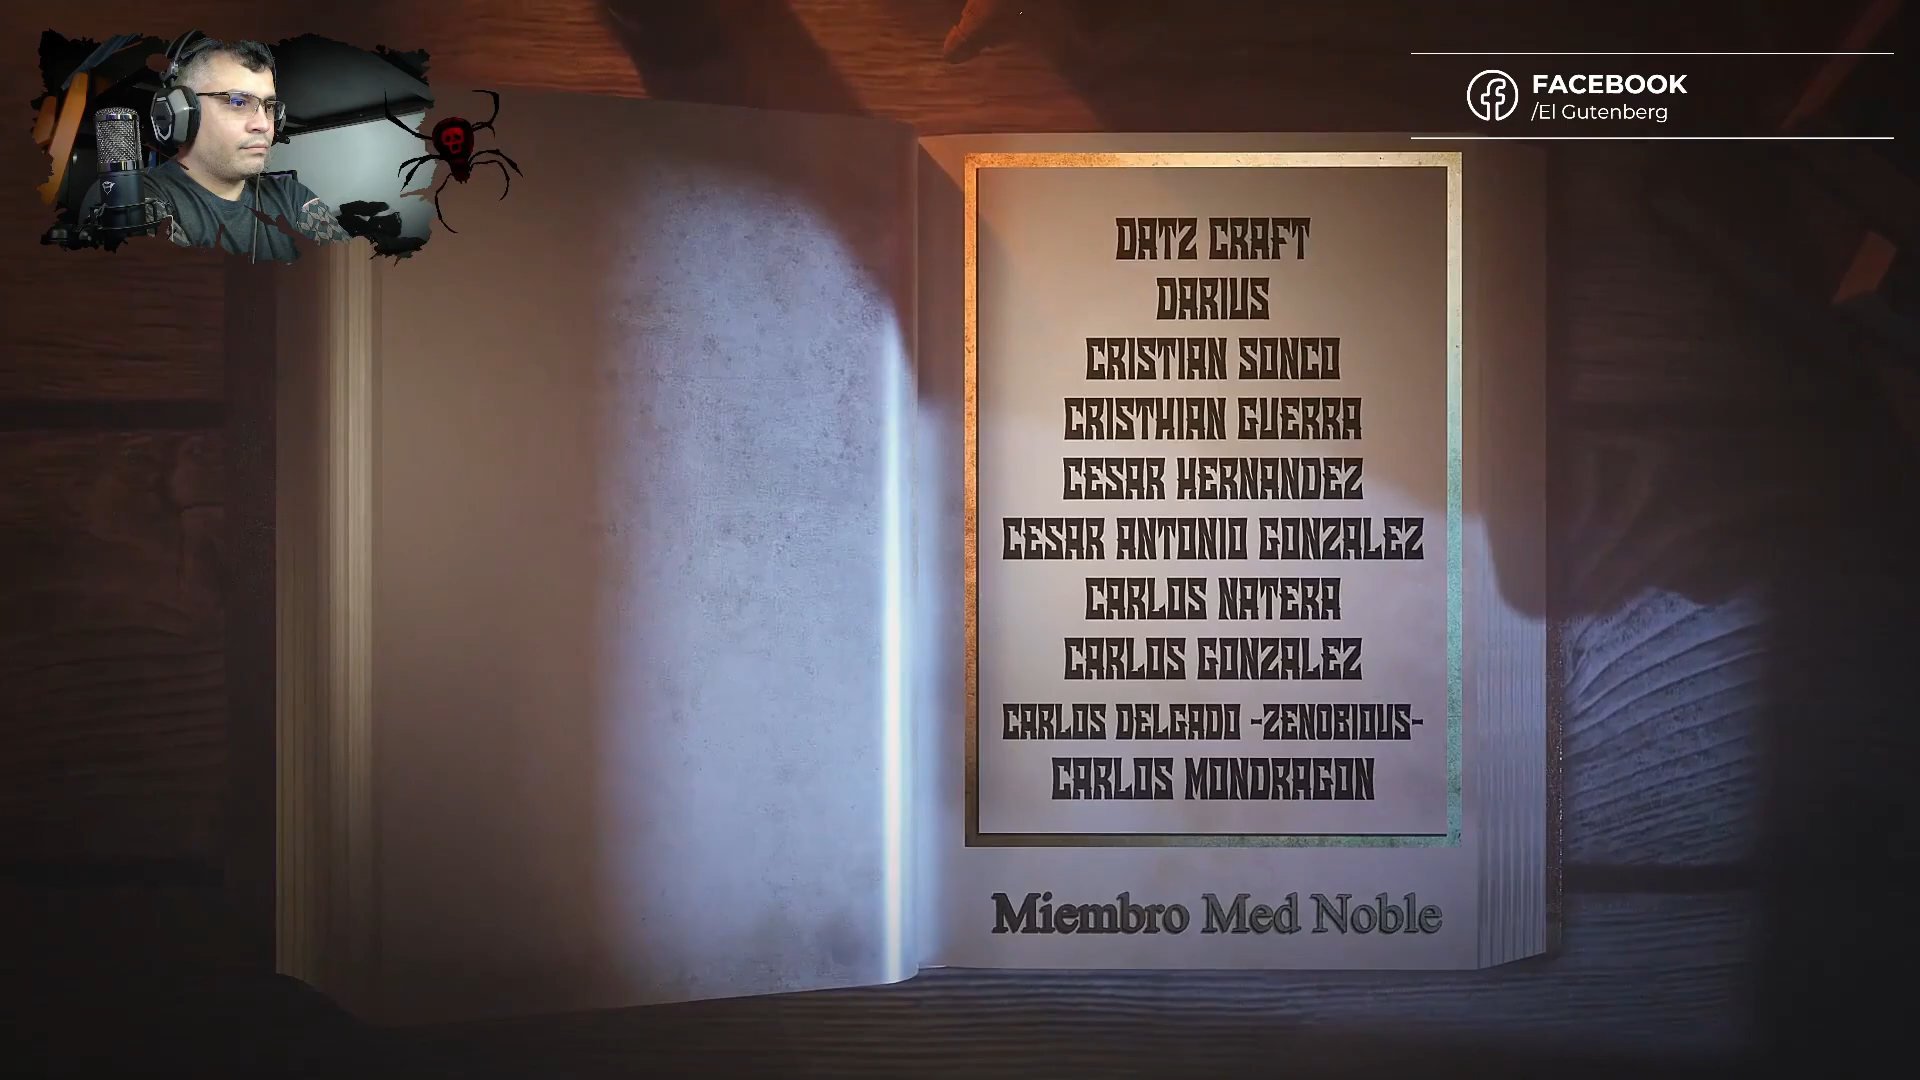 FACEBOOK
/El Gutenberg
DATZ CRAFT
DARIUS
CRISTIAN SONCO
CRISTHIAN GUERRA
CESAR HERNANDEZ
CESAR ANTONIO GONZALEZ
CARLOS NATERA
CARLOS GONZALEZ
CARLOS DELGADO -ZENOBIOUS-
CARLOS MONDRAGON
Miembro Med Noble